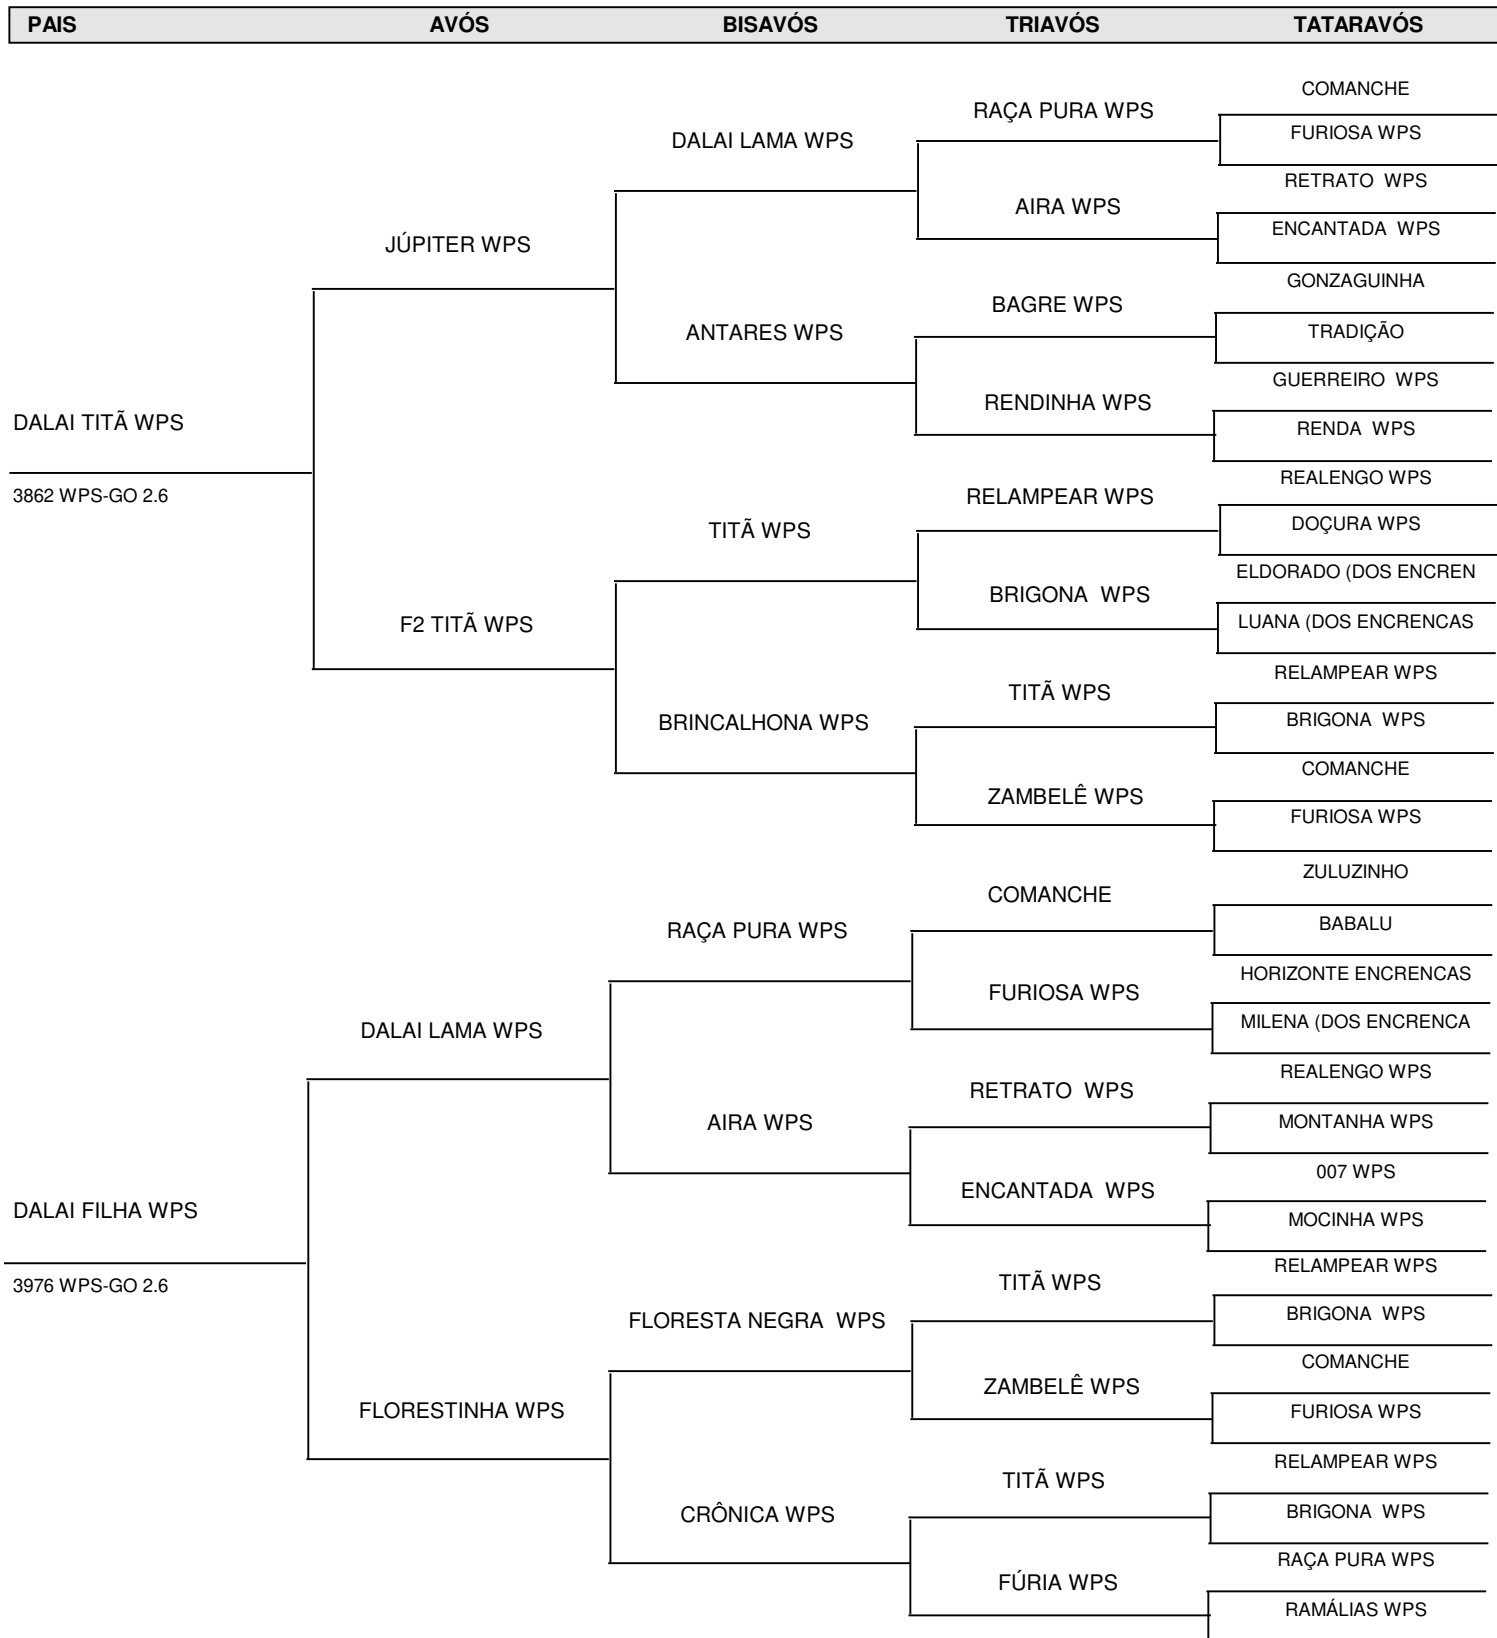 PAIS AVÓS BISAVÓS TRIAVÓS TATARAVÓS
COMANCHE
RAÇA PURA WPS
FURIOSA WPS
DALAI LAMA WPS
RETRATO WPS
AIRA WPS
ENCANTADA WPS
JÚPITER WPS
GONZAGUINHA
BAGRE WPS
ANTARES WPS
TRADIÇÃO
GUERREIRO WPS
RENDINHA WPS
DALAI TITÃ WPS
RENDA WPS
REALENGO WPS
3862 WPS-GO 2.6
RELAMPEAR WPS
TITÃ WPS
DOÇURA WPS
ELDORADO (DOS ENCREN
BRIGONA WPS
F2 TITÃ WPS
LUANA (DOS ENCRENCAS
RELAMPEAR WPS
TITÃ WPS
BRINCALHONA WPS
BRIGONA WPS
COMANCHE
ZAMBELÊ WPS
FURIOSA WPS
ZULUZINHO
COMANCHE
RAÇA PURA WPS
BABALU
HORIZONTE ENCRENCAS
FURIOSA WPS
DALAI LAMA WPS
MILENA (DOS ENCRENCA
REALENGO WPS
RETRATO WPS
AIRA WPS
MONTANHA WPS
007 WPS
ENCANTADA WPS
DALAI FILHA WPS
MOCINHA WPS
RELAMPEAR WPS
3976 WPS-GO 2.6
TITÃ WPS
FLORESTA NEGRA WPS
BRIGONA WPS
COMANCHE
ZAMBELÊ WPS
FLORESTINHA WPS
FURIOSA WPS
RELAMPEAR WPS
TITÃ WPS
CRÔNICA WPS
BRIGONA WPS
RAÇA PURA WPS
FÚRIA WPS
RAMÁLIAS WPS